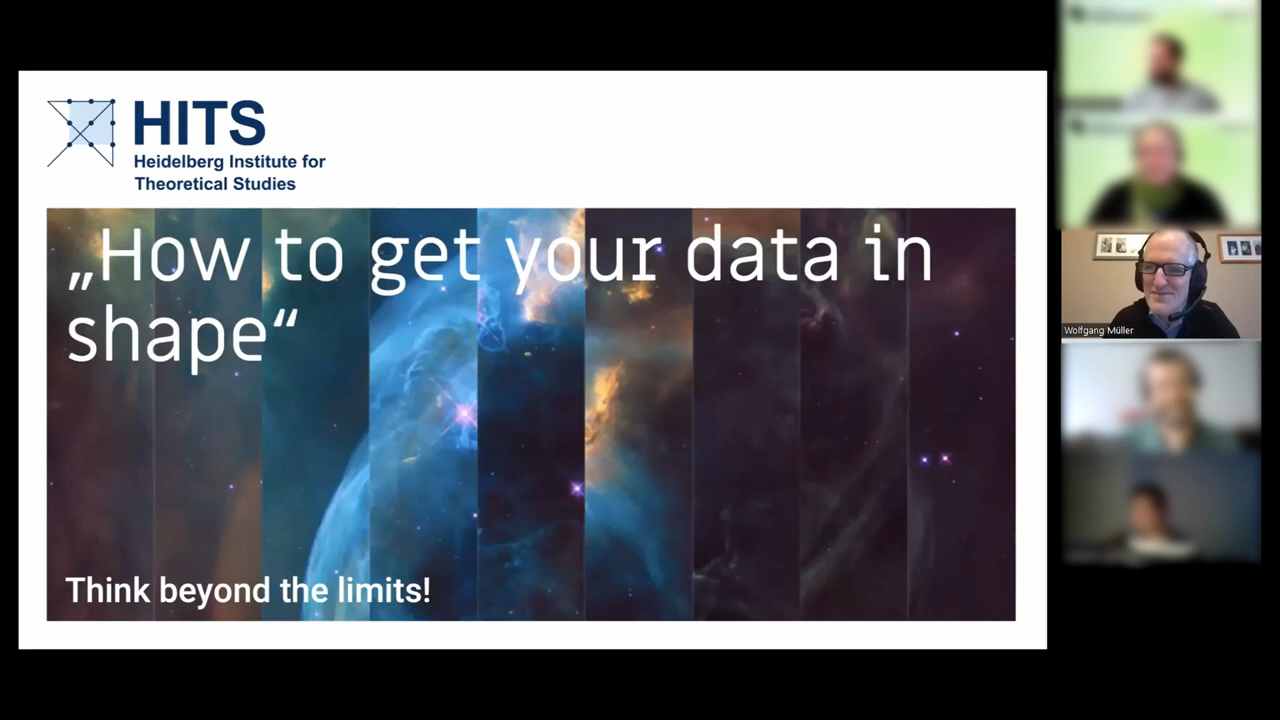 HITS
Heidelberg Institute for
Theoretical Studies
„How to get your data in
shape“
Think beyond the limits!
Wolfgang Müller